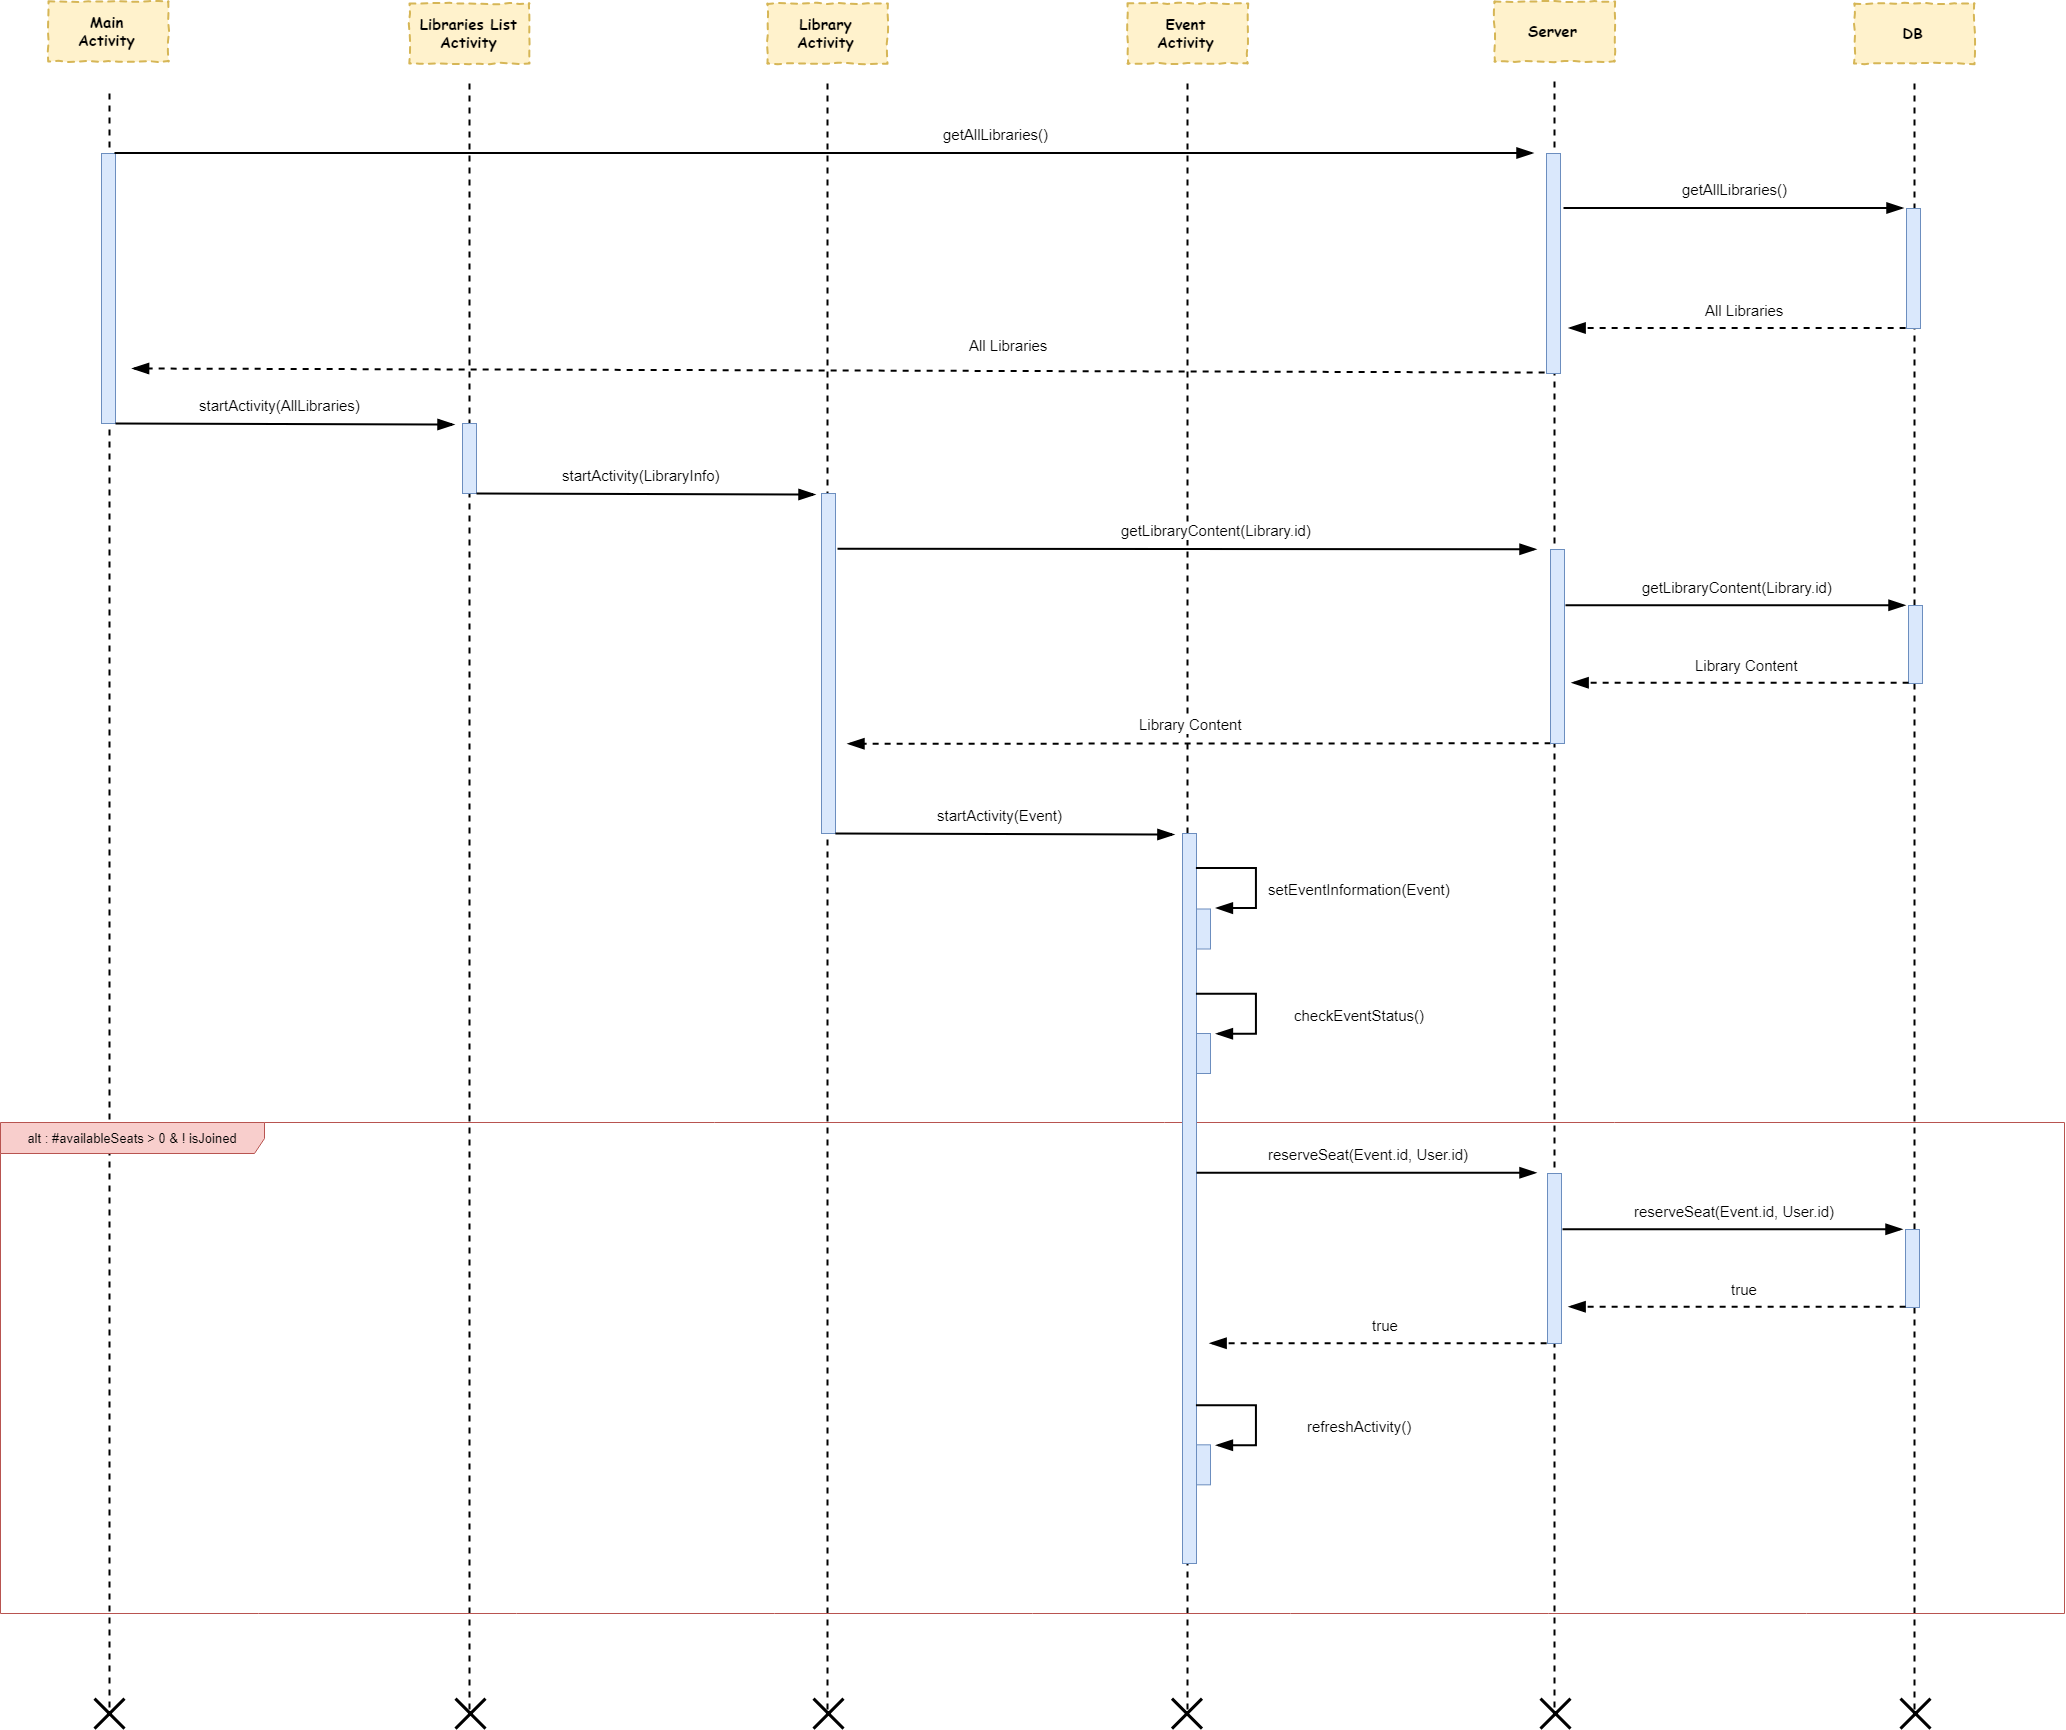 Main
Activity
Libraries List
Activity
Library
Activity
Event
Activity
Server
DB
getAllLibraries()
getAllLibraries()
All Libraries
All Libraries
startActivity(AllLibraries)
startActivity(LibraryInfo)
getLibraryContent(Library.id)
getLibraryContent(Library.id)
Library Content
Library Content
startActivity(Event)
setEventInformation(Event)
checkEventStatus()
alt : #availableSeats > 0 & ! isJoined
reserveSeat(Event.id, User.id)
reserveSeat(Event.id, User.id)
true
true
refreshActivity()